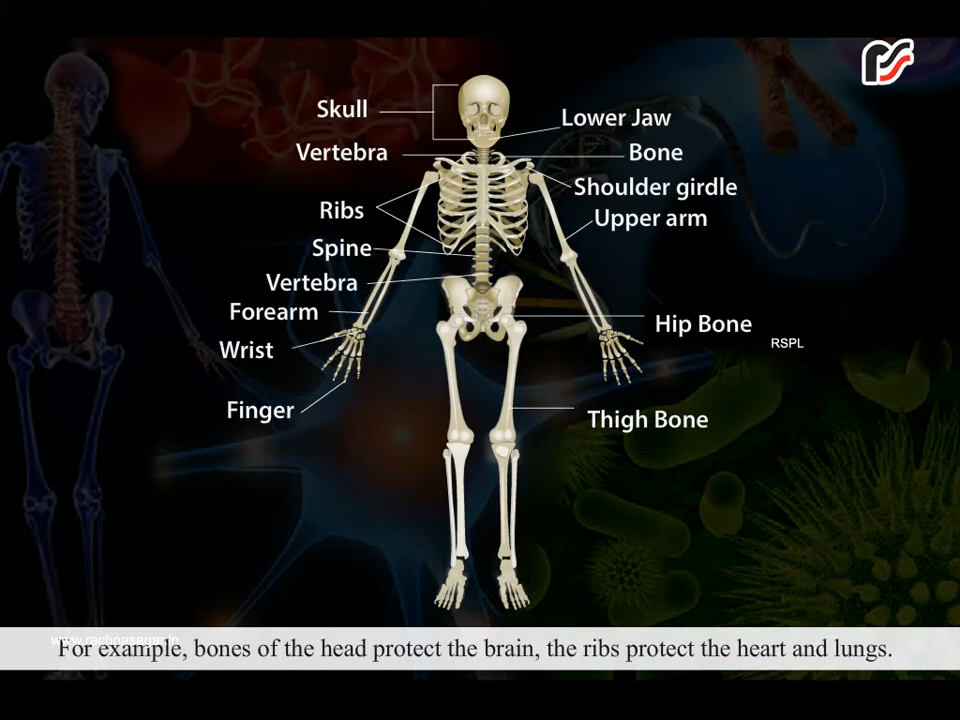 Skull
Lower Jaw
Vertebra
Bone
Shoulder girdle
Ribs
Upper arm
Spine
Vertebra
Forearm
Hip Bone
RSPL
Wrist
Finger
Thigh Bone
www.rachnasagar.in
For example, bones of the head protect the brain, the ribs protect the heart and lungs.